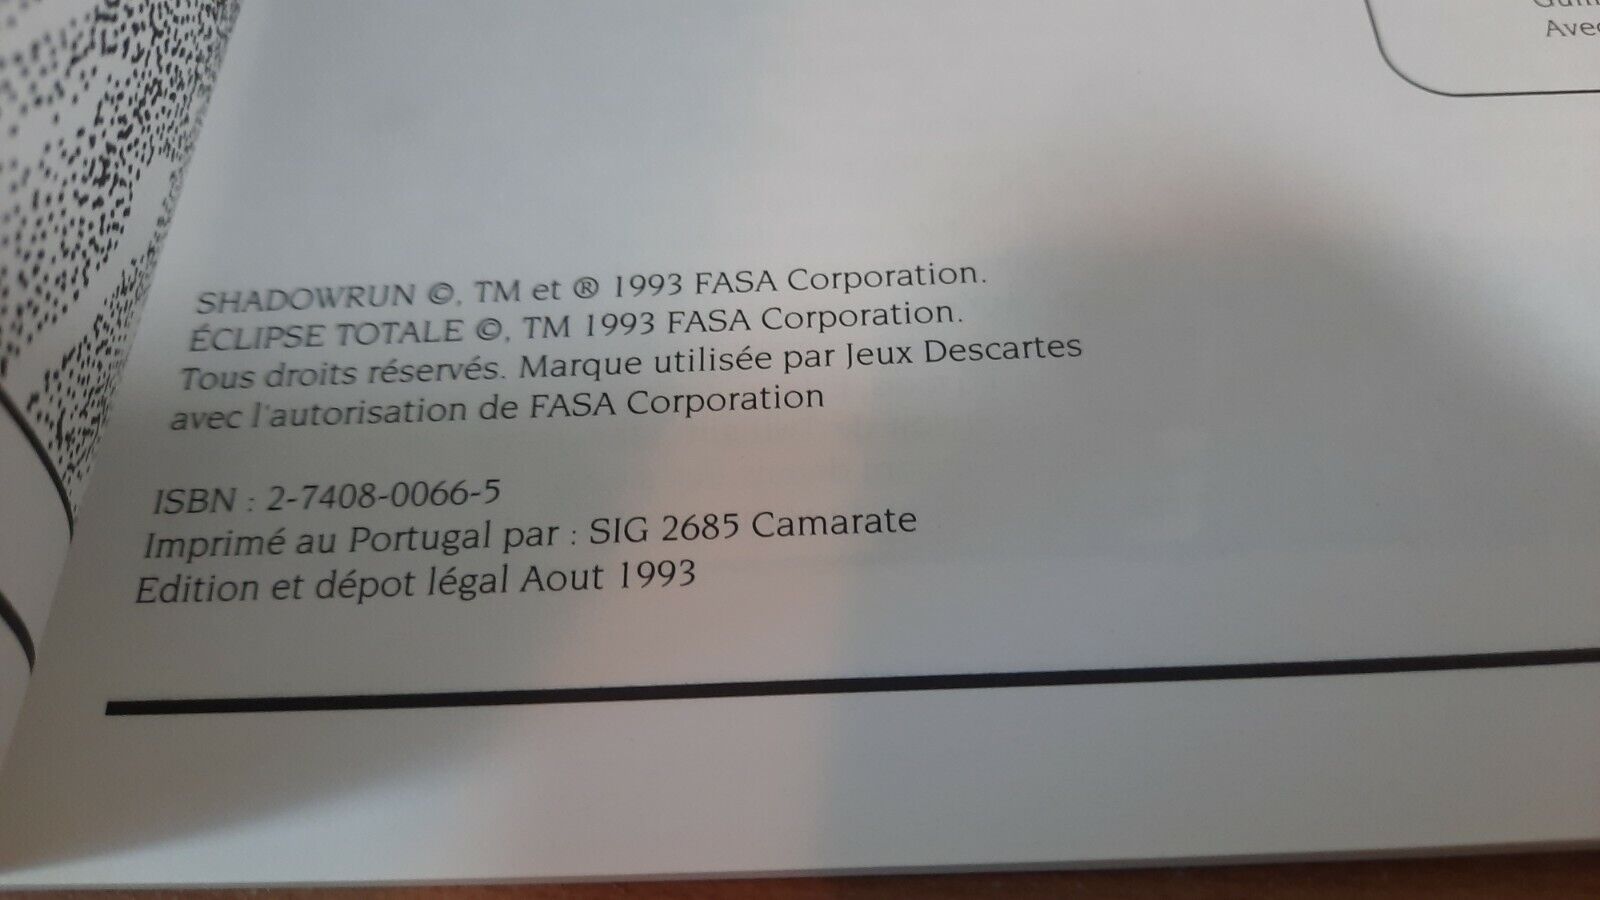 Avec
SHADOWRUN ©, TM et ® 1993 FASA Corporation.
ÉCLIPSE TOTALE ©, TM 1993 FASA Corporation.
Tous droits réservés. Marque utilisée par Jeux Descartes
avec l'autorisation de FASA Corporation
ISBN : 2-7408-0066-5
Imprimé au Portugal par : SIG 2685 Camarate
Edition et dépot légal Aout 1993